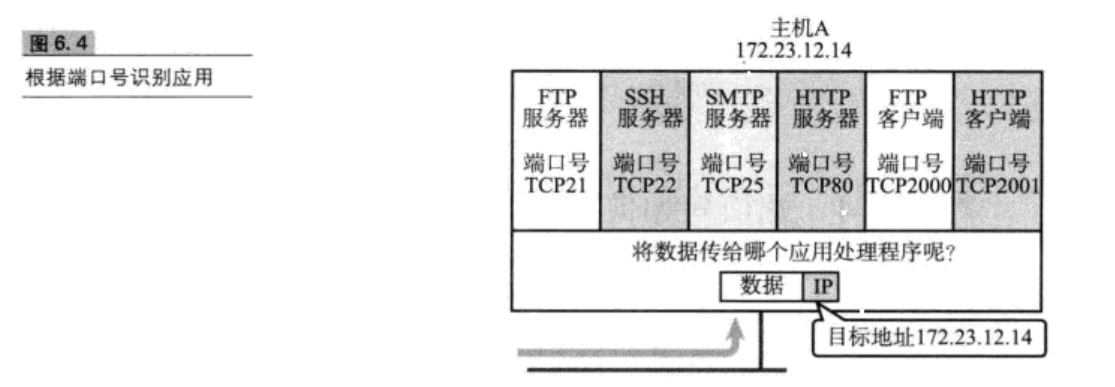 图 6.4
根据端口号识别应用
主机A
172.23.12.14
FTP 服务器 端口号 TCP21
SSH 服务器 端口号 TCP22
SMTP 服务器 端口号 TCP25
HTTP 服务器 端口号 TCP80
FTP 客户端 端口号 TCP2000
HTTP 客户端 端口号 TCP2001
将数据传给哪个应用处理程序呢?
数据 IP
目标地址172.23.12.14